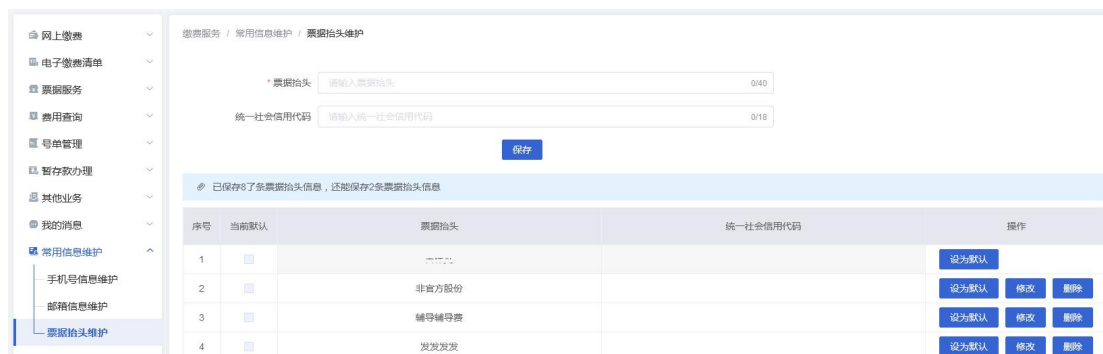 网上缴费
电子缴费清单
票据服务
费用查询
号单管理
暂存款办理
其他业务
我的消息
常用信息维护
手机号信息维护
邮箱信息维护
票据抬头维护
缴费服务 / 常用信息维护 / 票据抬头维护
* 票据抬头 请输入票据抬头 0/40
统一社会信用代码 请输入统一社会信用代码 0/18
保存
已保存8了条票据抬头信息，还能保存2条票据抬头信息
序号 当前默认 票据抬头 统一社会信用代码 操作
1 设为默认
2 非官方股份 设为默认 修改 删除
3 辅导辅导费 设为默认 修改 删除
4 发发发发 设为默认 修改 删除